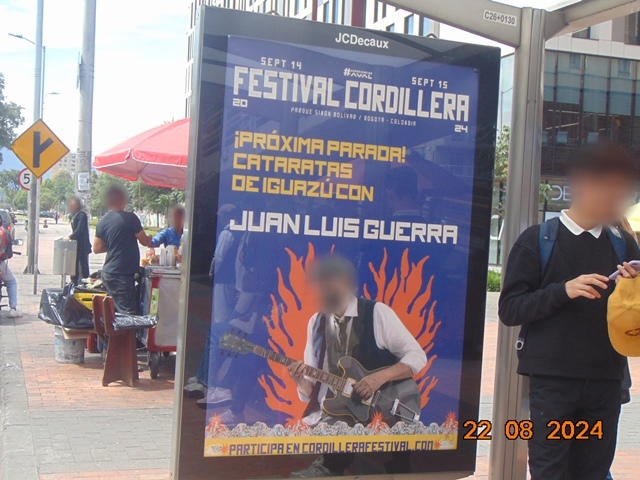 C26+0130
JCDecaux
SEPT 14
AVAL
SEPT 15
FESTIVAL CORDILLERA
20
PARQUE SIMÓN BOLÍVAR / BOGOTÁ - COLOMBIA
24
¡PRÓXIMA PARADA!
CATARATAS
DE IGUAZÚ CON
JUAN LUIS GUERRA
PARTICIPA EN CORDILLERAFESTIVAL.COM
5
22 08 2024